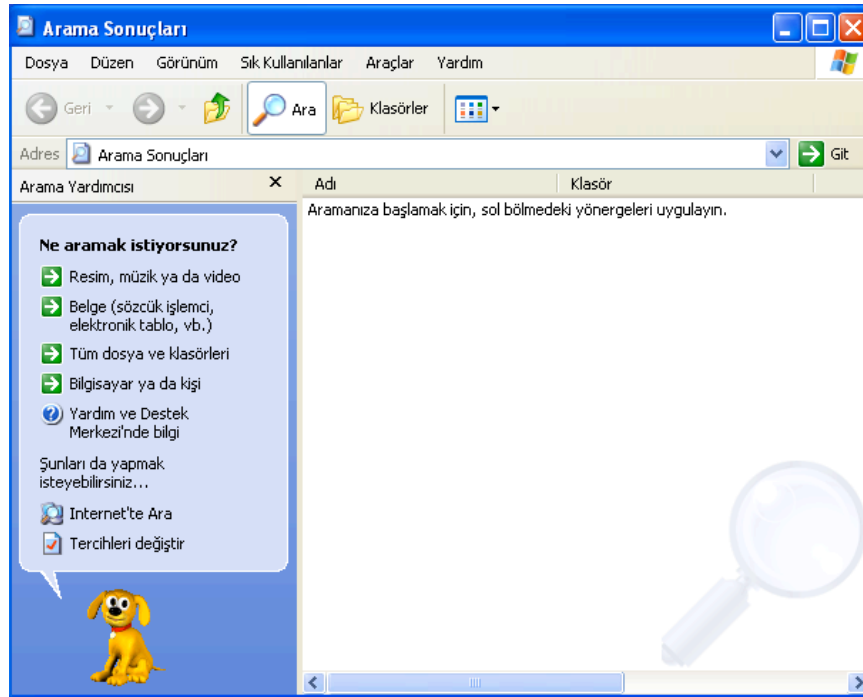 Arama Sonuçları
Dosya Düzen Görünüm Sık Kullanılanlar Araçlar Yardım
Geri Ara Klasörler
Adres Arama Sonuçları Git
Arama Yardımcısı
Adı Klasör
Aramanıza başlamak için, sol bölmedeki yönergeleri uygulayın.
Ne aramak istiyorsunuz?
Resim, müzik ya da video
Belge (sözcük işlemci,
elektronik tablo, vb.)
Tüm dosya ve klasörleri
Bilgisayar ya da kişi
Yardım ve Destek
Merkezi'nde bilgi
Şunları da yapmak
isteyebilirsiniz...
Internet'te Ara
Tercihleri değiştir